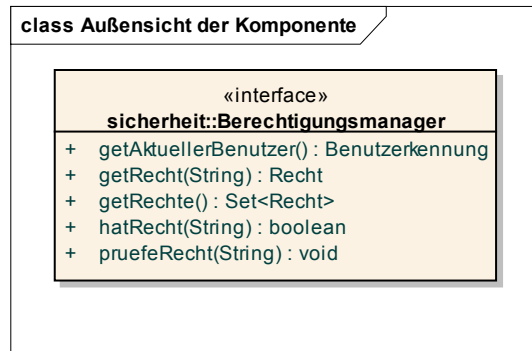 class Außensicht der Komponente
«interface»
sicherheit::Berechtigungsmanager
+ getAktuellerBenutzer() : Benutzerkennung
+ getRecht(String) : Recht
+ getRechte() : Set<Recht>
+ hatRecht(String) : boolean
+ pruefeRecht(String) : void